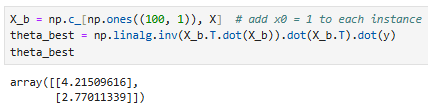 X_b = np.c_[np.ones((100, 1)), X]  # add x0 = 1 to each instance
theta_best = np.linalg.inv(X_b.T.dot(X_b)).dot(X_b.T).dot(y)
theta_best
array([[4.21509616],
       [2.77011339]])